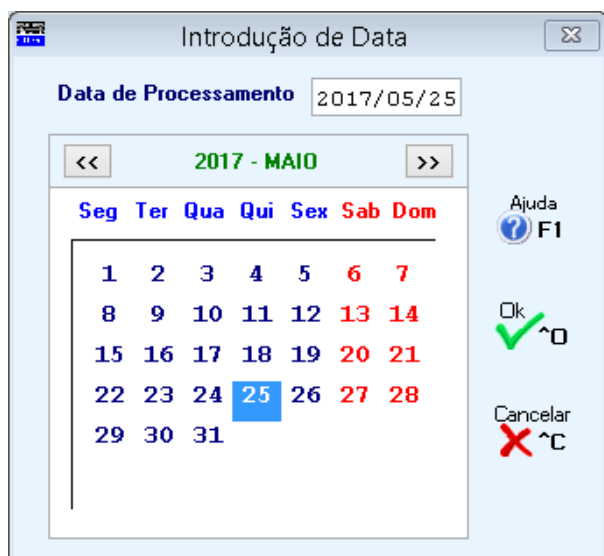 Introdução de Data
Data de Processamento 2017/05/25
<< 2017 - MAIO >>
Seg Ter Qua Qui Sex Sab Dom
1 2 3 4 5 6 7
8 9 10 11 12 13 14
15 16 17 18 19 20 21
22 23 24 25 26 27 28
29 30 31
Ajuda
? F1
Ok
^O
Cancelar
^C